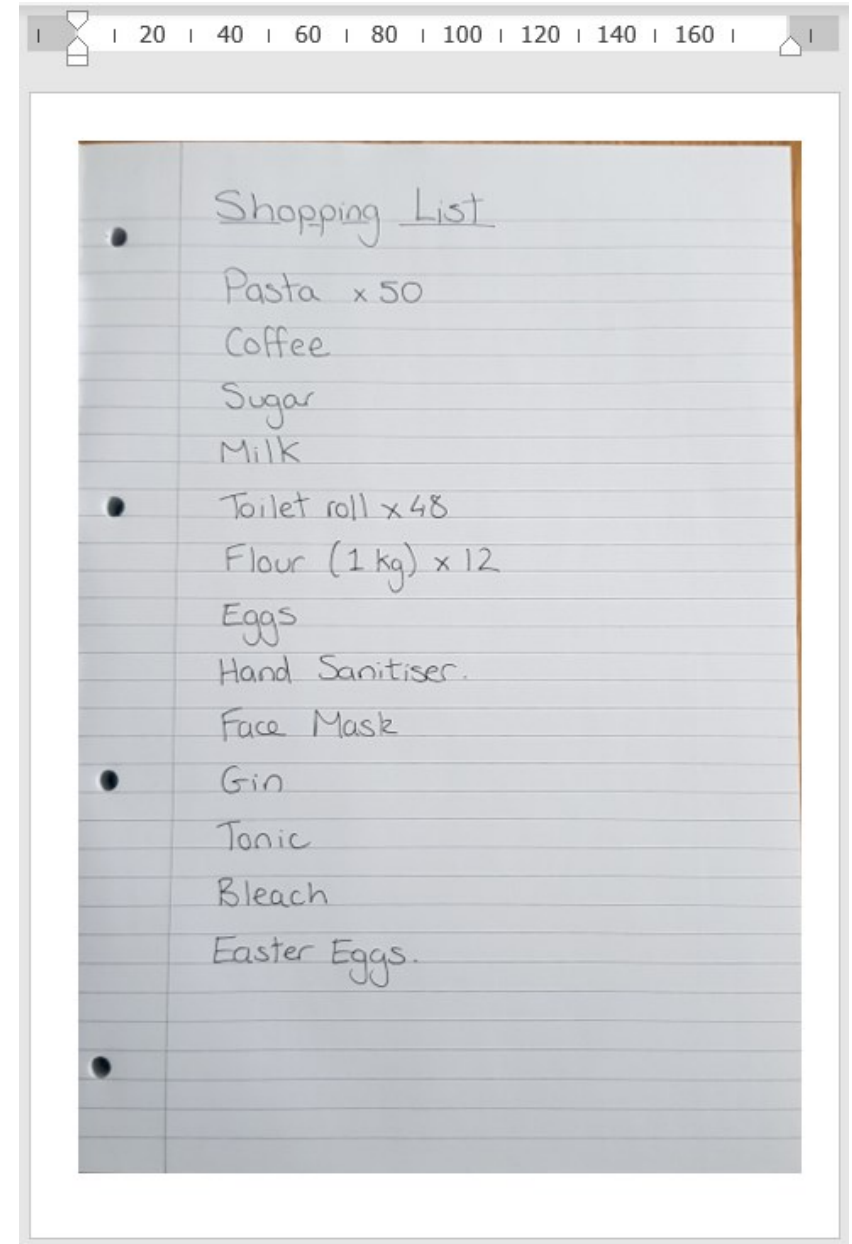 20 40 60 80 100 120 140 160
Shopping List
Pasta x 50
Coffee
Sugar
Milk
Toilet roll x 48
Flour (1 kg) x 12
Eggs
Hand Sanitiser.
Face Mask
Gin
Tonic
Bleach
Easter Eggs.